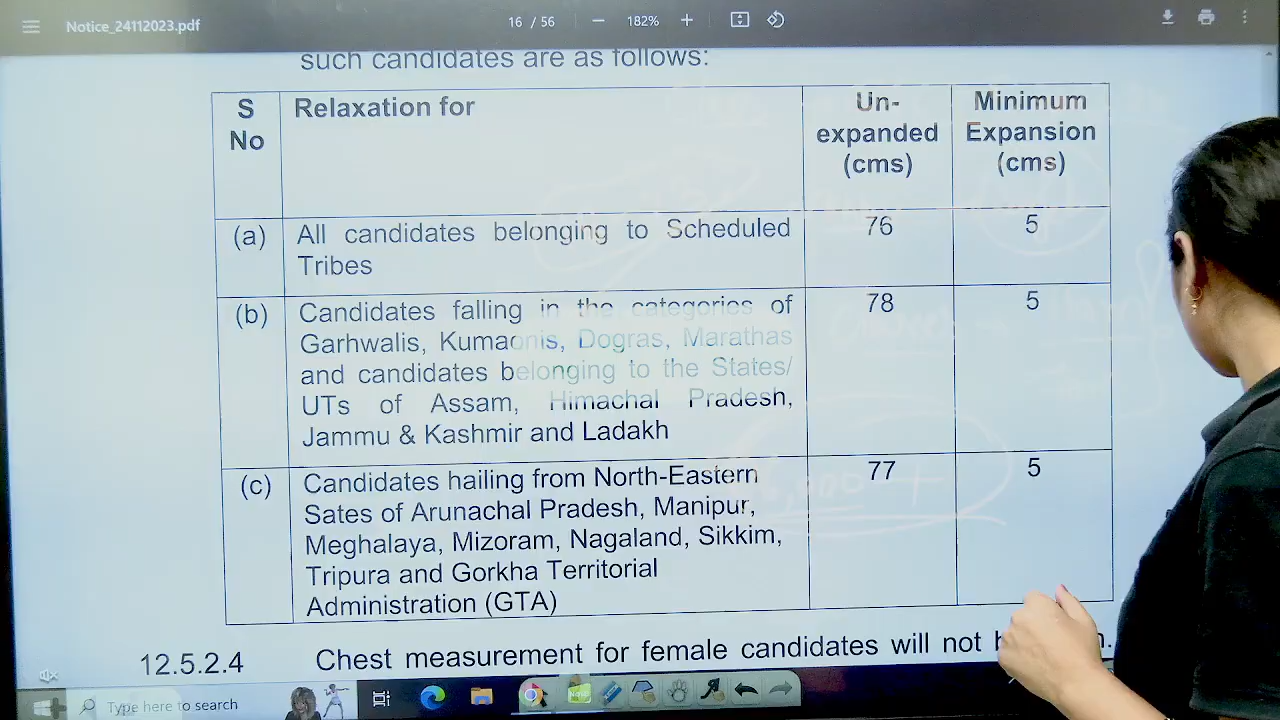 Notice_24112023.pdf
16 / 56
182%
such candidates are as follows:
S No
Relaxation for
Un-expanded (cms)
Minimum Expansion (cms)
(a)
All candidates belonging to Scheduled
Tribes
76
5
(b)
Candidates falling in the categories of
Garhwalis, Kumaonis, Dogras, Marathas
and candidates belonging to the States/
UTs of Assam, Himachal Pradesh,
Jammu & Kashmir and Ladakh
78
5
(c)
Candidates hailing from North-Eastern
Sates of Arunachal Pradesh, Manipur,
Meghalaya, Mizoram, Nagaland, Sikkim,
Tripura and Gorkha Territorial
Administration (GTA)
77
5
12.5.2.4
Chest measurement for female candidates will not
Type here to search